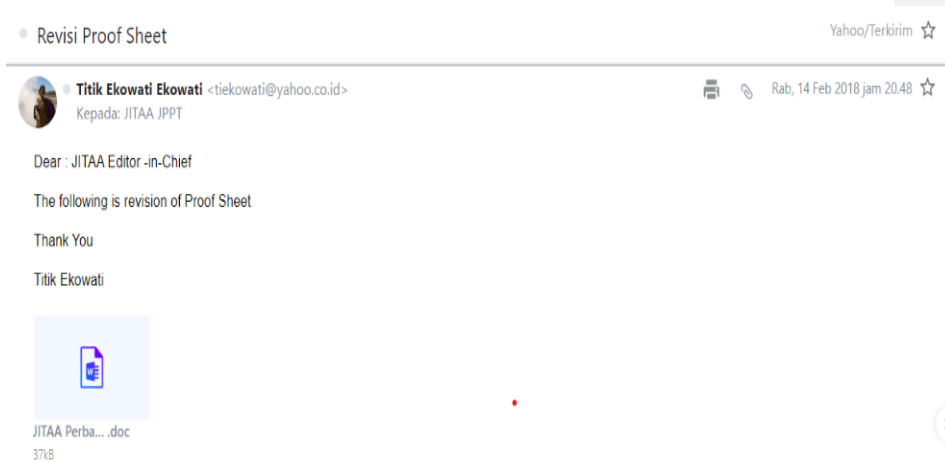 Revisi Proof Sheet
Yahoo/Terkirim
Titik Ekowati Ekowati <tiekowati@yahoo.co.id>
Rab, 14 Feb 2018 jam 20.48
Kepada: JITAA JPPT
Dear : JITAA Editor -in-Chief
The following is revision of Proof Sheet
Thank You
Titik Ekowati
W
JITAA Perba... .doc
37kB